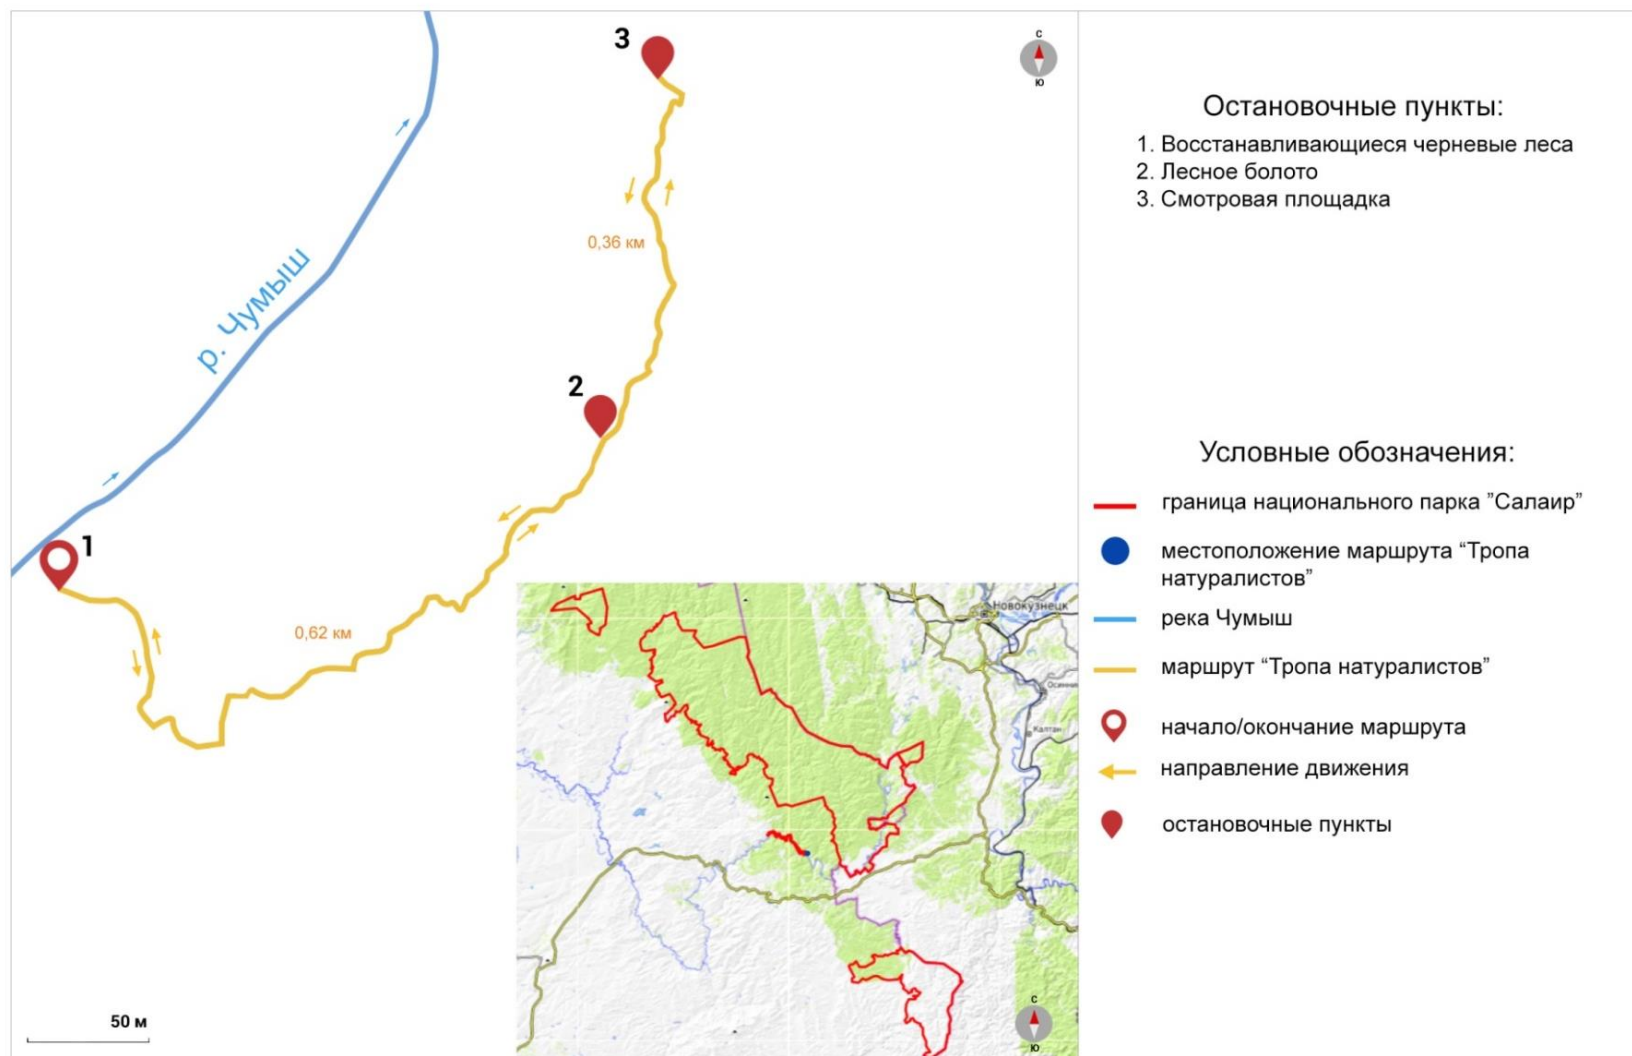 3
С
Ю
0,36 км
р. Чумыш
2
1
0,62 км
50 м
Новокузнецк
Калтан
С
Ю
Остановочные пункты:
1. Восстанавливающиеся черневые леса
2. Лесное болото
3. Смотровая площадка
Условные обозначения:
граница национального парка ”Салаир”
местоположение маршрута “Тропа
натуралистов”
река Чумыш
маршрут “Тропа натуралистов”
начало/окончание маршрута
направление движения
остановочные пункты